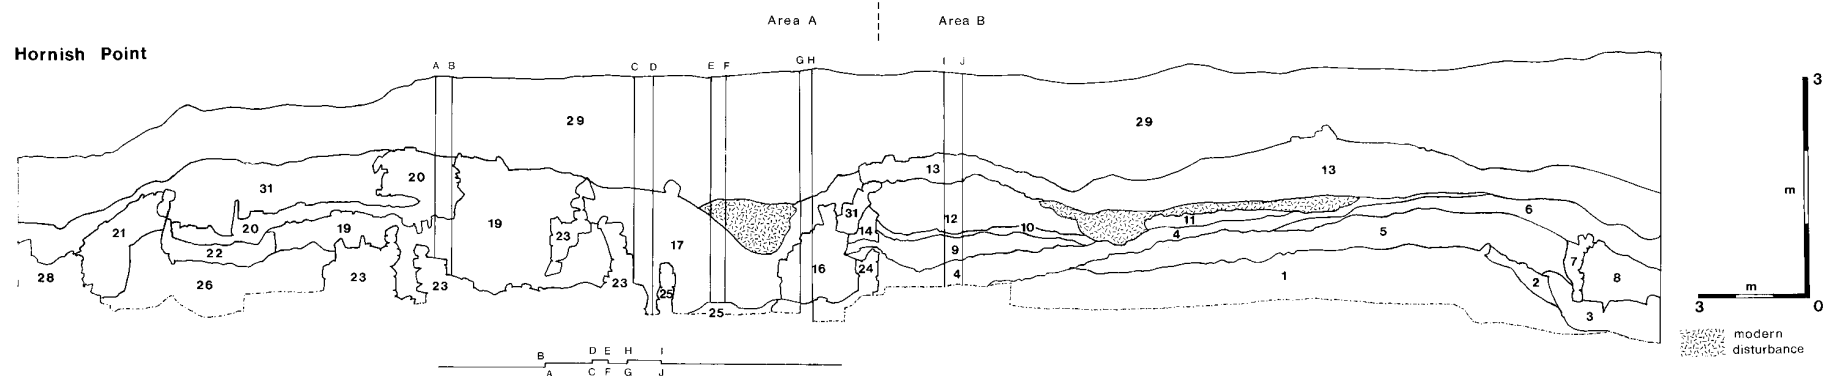 Area A Area B
Hornish Point
A B C D E F G H I J
29 29
31 20 13 13
21 20 19 19 23 17 31 14 12 10 11 6
22 16 9 4 5
28 26 23 23 23 25 25 24 4 1 2 7 8
3
3
m
m
3 0
modern
disturbance
B D E H I
A C F G J